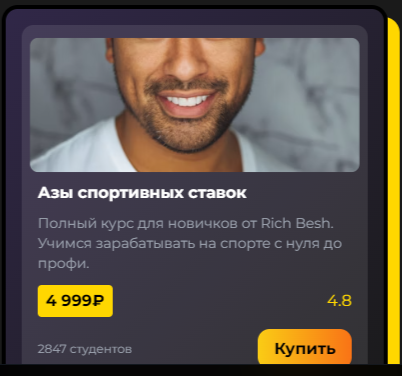 Азы спортивных ставок
Полный курс для новичков от Rich Besh.
Учимся зарабатывать на спорте с нуля до
профи.
4 999₽
4.8
2847 студентов
Купить